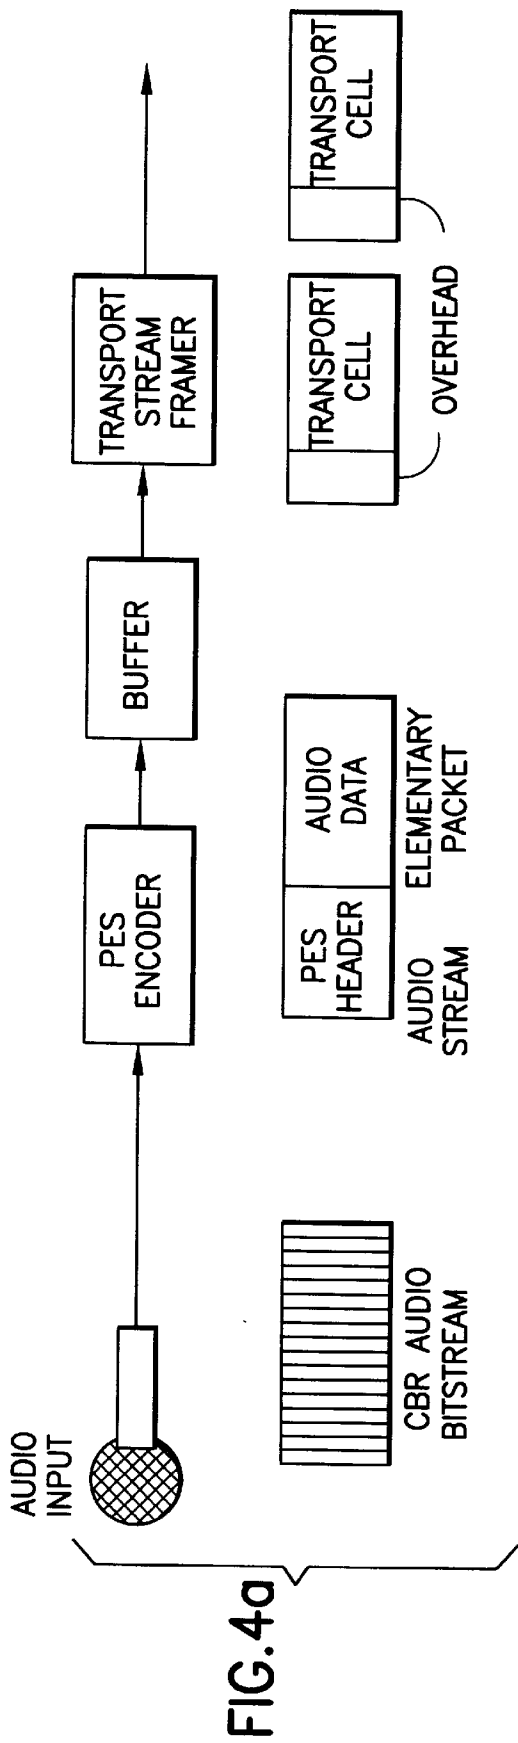 AUDIO
INPUT
PES
ENCODER
BUFFER
TRANSPORT
STREAM
FRAMER
CBR AUDIO
BITSTREAM
PES
HEADER
AUDIO
DATA
AUDIO
STREAM
ELEMENTARY
PACKET
TRANSPORT
CELL
TRANSPORT
CELL
OVERHEAD
FIG.4a